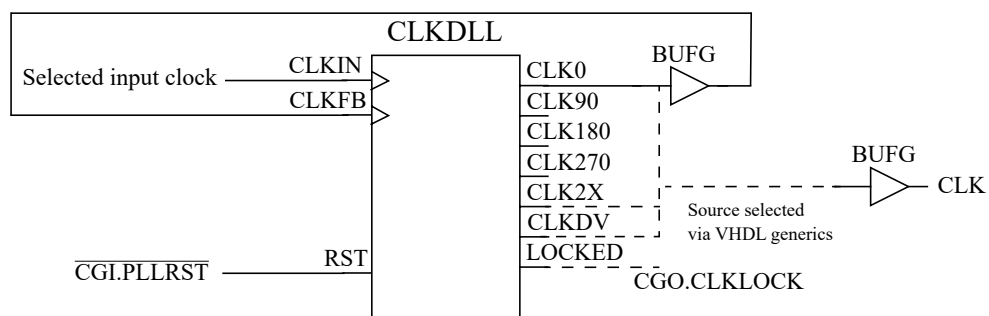 CLKDLL
BUFG
CLKIN
CLK0
Selected input clock
CLKFB
CLK90
CLK180
BUFG
CLK270
CLK
CLK2X
Source selected
via VHDL generics
CLKDV
LOCKED
RST
CGI.PLLRST
CGO.CLKLOCK